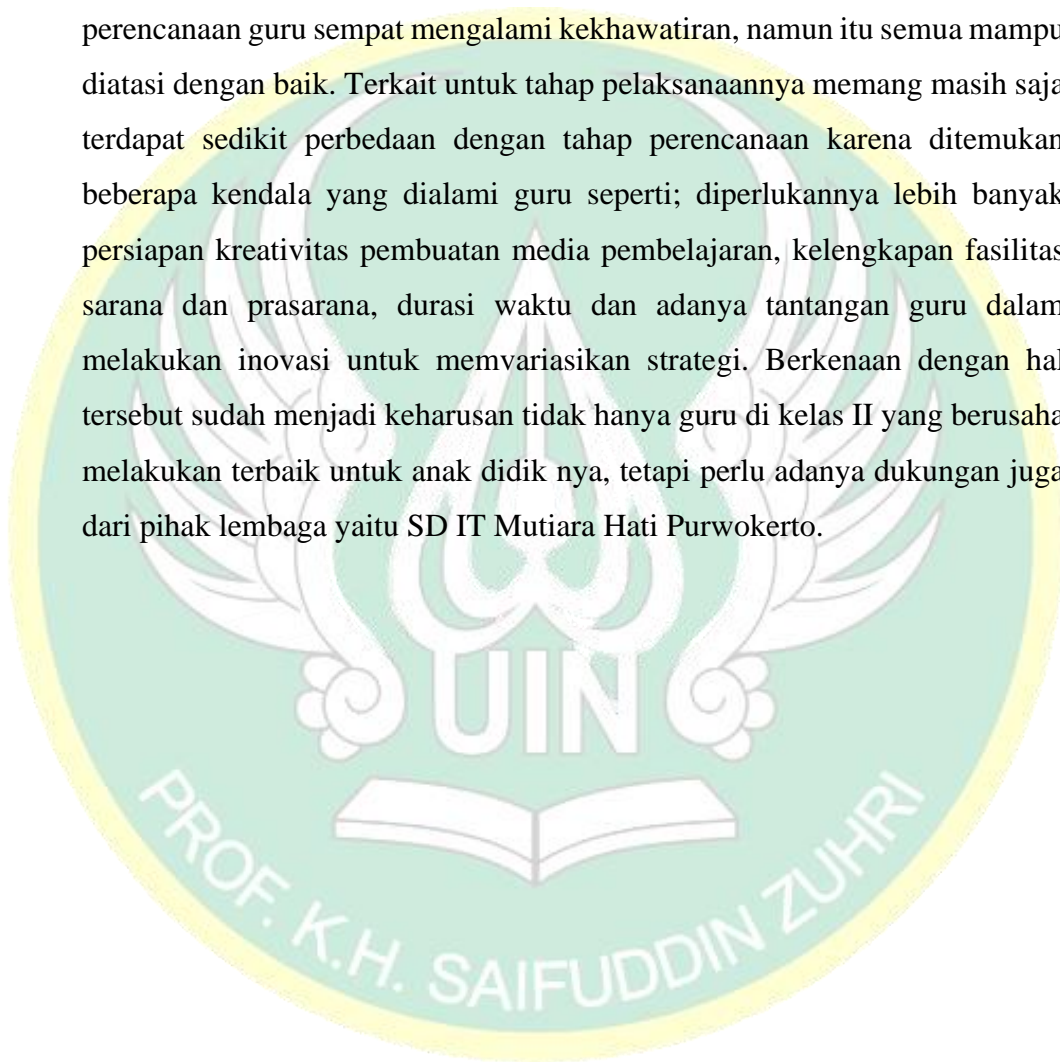 perencanaan guru sempat mengalami kekhawatiran, namun itu semua mampu
diatasi dengan baik. Terkait untuk tahap pelaksanaannya memang masih saja
terdapat sedikit perbedaan dengan tahap perencanaan karena ditemukan
beberapa kendala yang dialami guru seperti; diperlukannya lebih banyak
persiapan kreativitas pembuatan media pembelajaran, kelengkapan fasilitas
sarana dan prasarana, durasi waktu dan adanya tantangan guru dalam
melakukan inovasi untuk memvariasikan strategi. Berkenaan dengan hal
tersebut sudah menjadi keharusan tidak hanya guru di kelas II yang berusaha
melakukan terbaik untuk anak didik nya, tetapi perlu adanya dukungan juga
dari pihak lembaga yaitu SD IT Mutiara Hati Purwokerto.
UIN
PROF. K.H. SAIFUDDIN ZUHRI